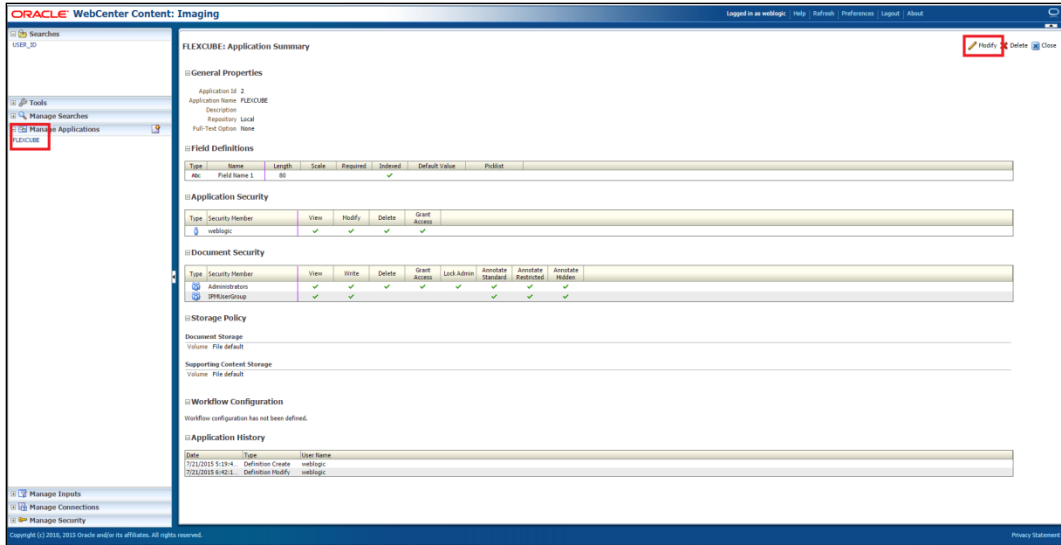 ORACLE WebCenter Content: Imaging
Logged in as weblogic Help Refresh Preferences Logout About
Searches
USER_ID
Tools
Manage Searches
Manage Applications
FLEXCUBE
Manage Inputs
Manage Connections
Manage Security
FLEXCUBE: Application Summary
Modify Delete Close
General Properties
Application Id 2
Application Name FLEXCUBE
Description
Repository Local
Full-Text Option None
Field Definitions
Type Name Length Scale Required Indexed Default Value Picklist
Abc Field Name 1 80
Application Security
Type Security Member View Modify Delete Grant Access
weblogic
Document Security
Type Security Member View Write Delete Grant Access Lock Admin Annotate Standard Annotate Restricted Annotate Hidden
Administrators
IPMUserGroup
Storage Policy
Document Storage
Volume File default
Supporting Content Storage
Volume File default
Workflow Configuration
Workflow configuration has not been defined.
Application History
Date Type User Name
7/21/2015 5:19:4... Definition Create weblogic
7/21/2015 6:42:1... Definition Modify weblogic
Copyright (c) 2010, 2015 Oracle and/or its affiliates. All rights reserved.
Privacy Statement